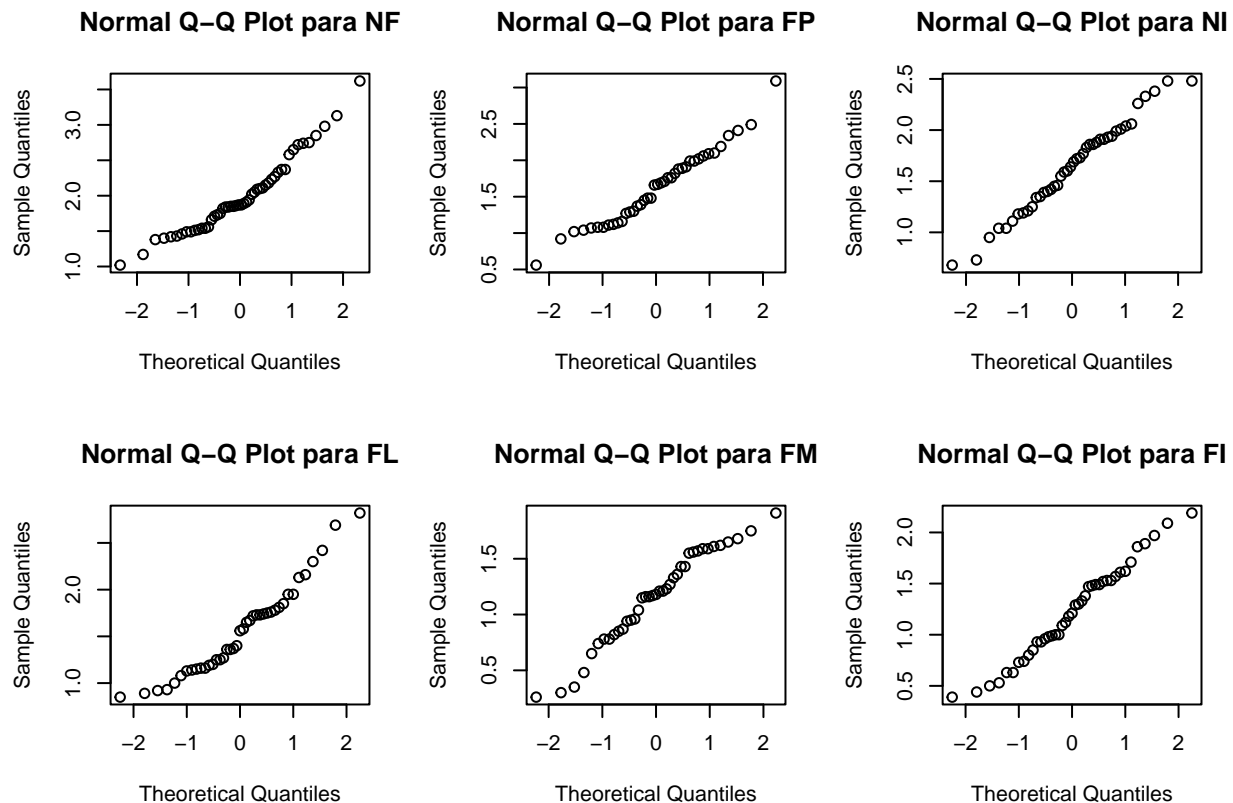 Normal Q−Q Plot para NF
Sample Quantiles
1.0 2.0 3.0
−2 −1 0 1 2
Theoretical Quantiles
Normal Q−Q Plot para FP
Sample Quantiles
0.5 1.5 2.5
−2 −1 0 1 2
Theoretical Quantiles
Normal Q−Q Plot para NI
Sample Quantiles
1.0 1.5 2.0 2.5
−2 −1 0 1 2
Theoretical Quantiles
Normal Q−Q Plot para FL
Sample Quantiles
1.0 2.0
−2 −1 0 1 2
Theoretical Quantiles
Normal Q−Q Plot para FM
Sample Quantiles
0.5 1.0 1.5
−2 −1 0 1 2
Theoretical Quantiles
Normal Q−Q Plot para FI
Sample Quantiles
0.5 1.0 1.5 2.0
−2 −1 0 1 2
Theoretical Quantiles